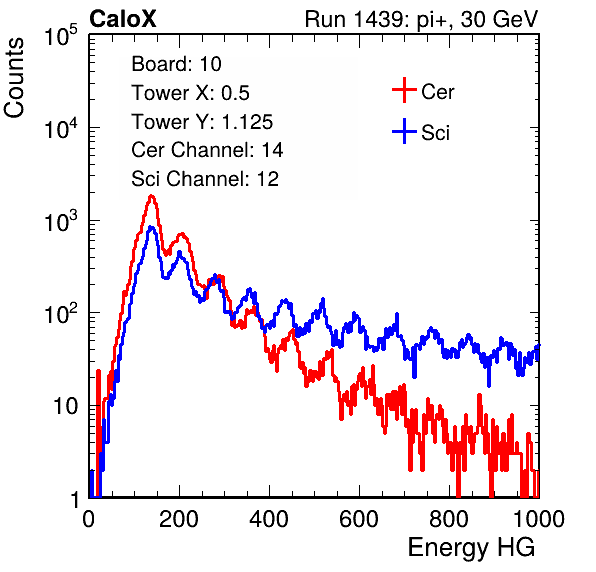 CaloX Run 1439: pi+, 30 GeV
Board: 10
Tower X: 0.5
Tower Y: 1.125
Cer Channel: 14
Sci Channel: 12
Cer
Sci
Counts
10^5
10^4
10^3
10^2
10
1
0 200 400 600 800 1000
Energy HG